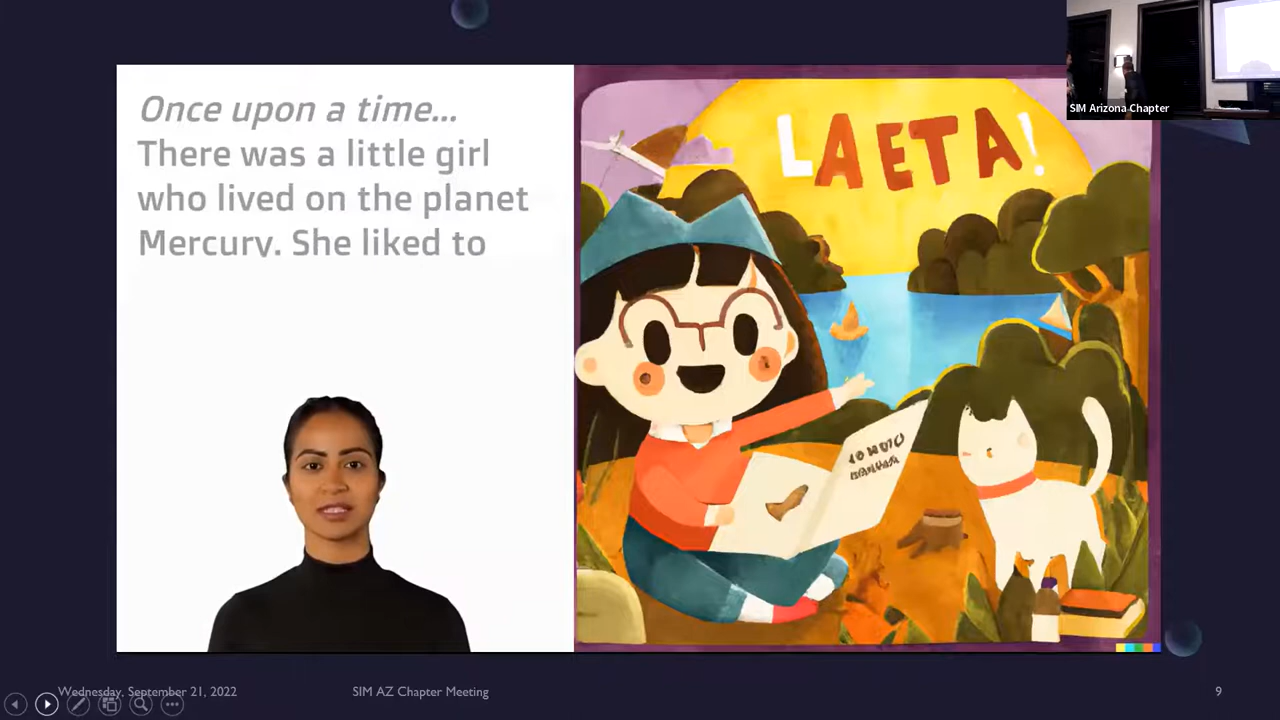 SIM Arizona Chapter
Once upon a time...
There was a little girl
who lived on the planet
Mercury. She liked to
LAETA!
Wednesday, September 21, 2022
SIM AZ Chapter Meeting
9